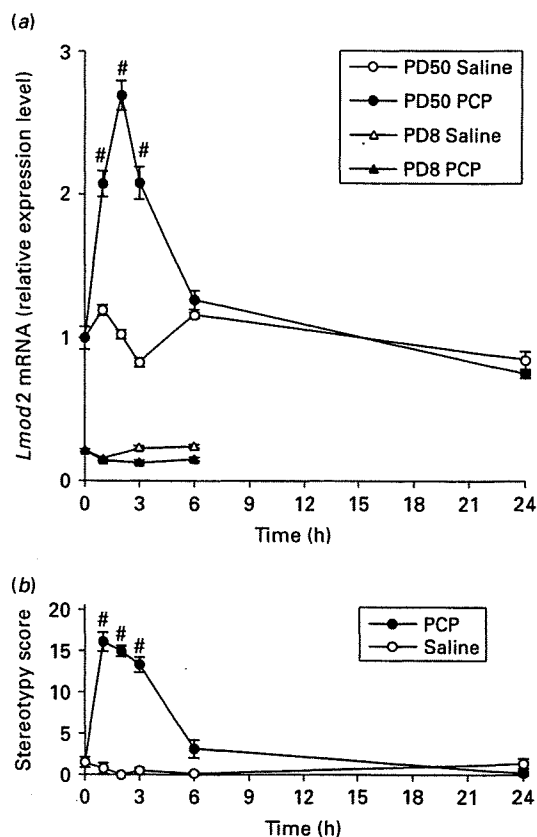 (a)
3
2
1
0
Lmod2 mRNA (relative expression level)
#
#
#
PD50 Saline
PD50 PCP
PD8 Saline
PD8 PCP
0 3 6 9 12 15 18 21 24
Time (h)
(b)
20
15
10
5
0
Stereotypy score
# # #
PCP
Saline
0 3 6 9 12 15 18 21 24
Time (h)